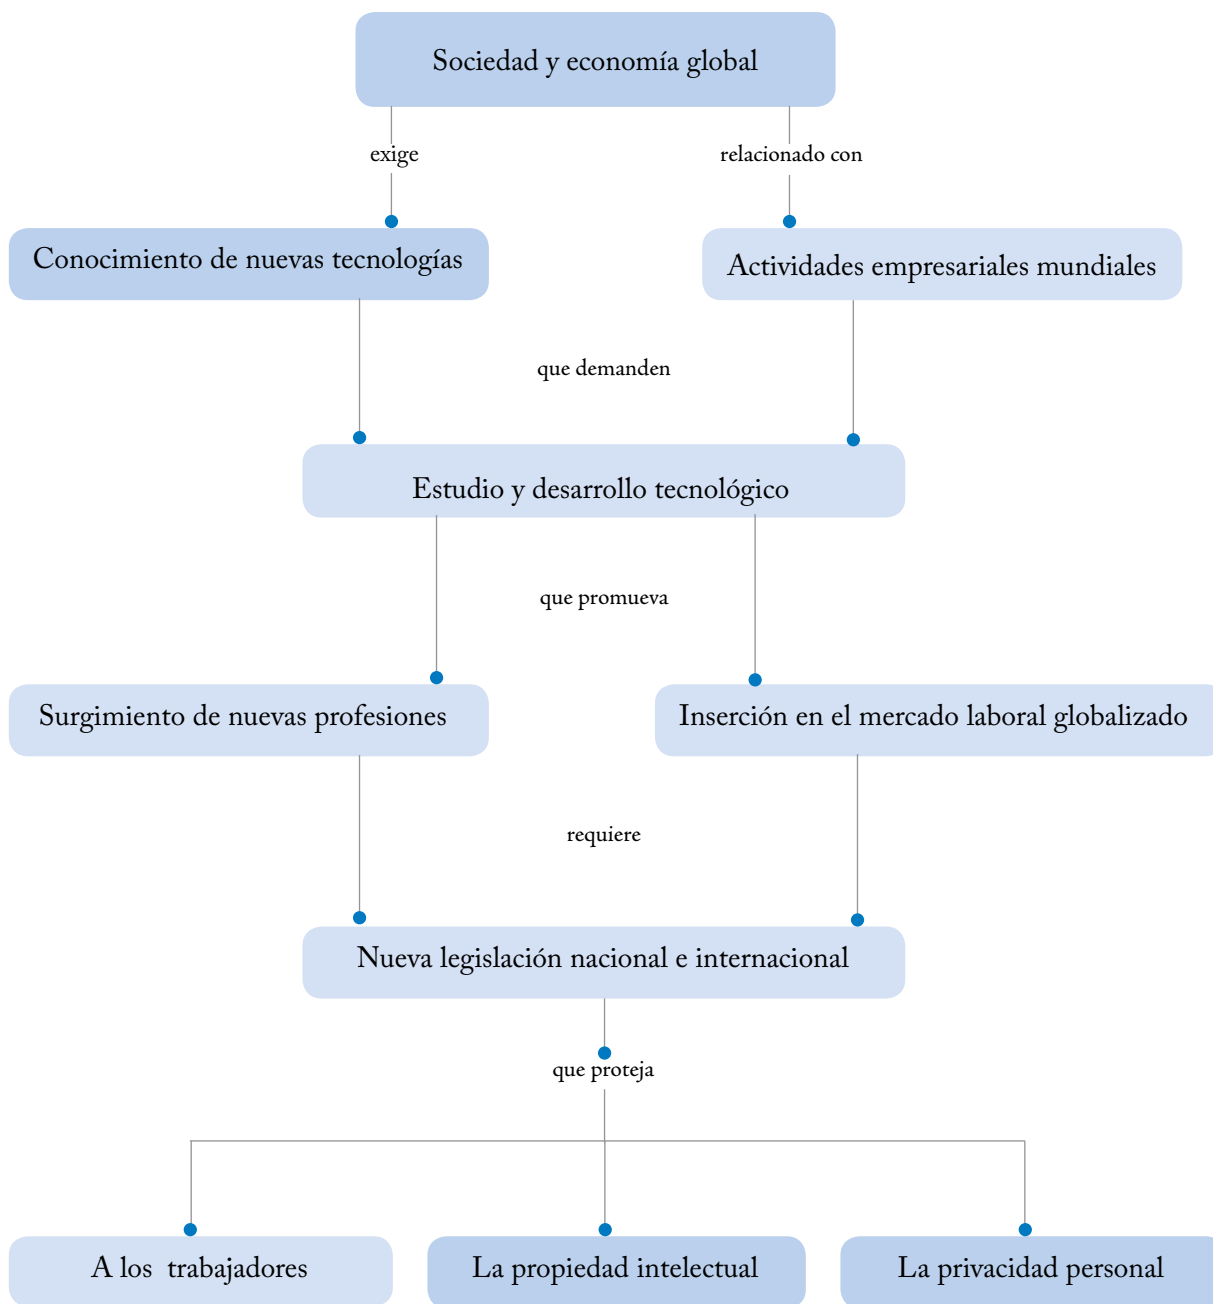 Sociedad y economía global
exige
relacionado con
Conocimiento de nuevas tecnologías
Actividades empresariales mundiales
que demanden
Estudio y desarrollo tecnológico
que promueva
Surgimiento de nuevas profesiones
Inserción en el mercado laboral globalizado
requiere
Nueva legislación nacional e internacional
que proteja
A los trabajadores
La propiedad intelectual
La privacidad personal